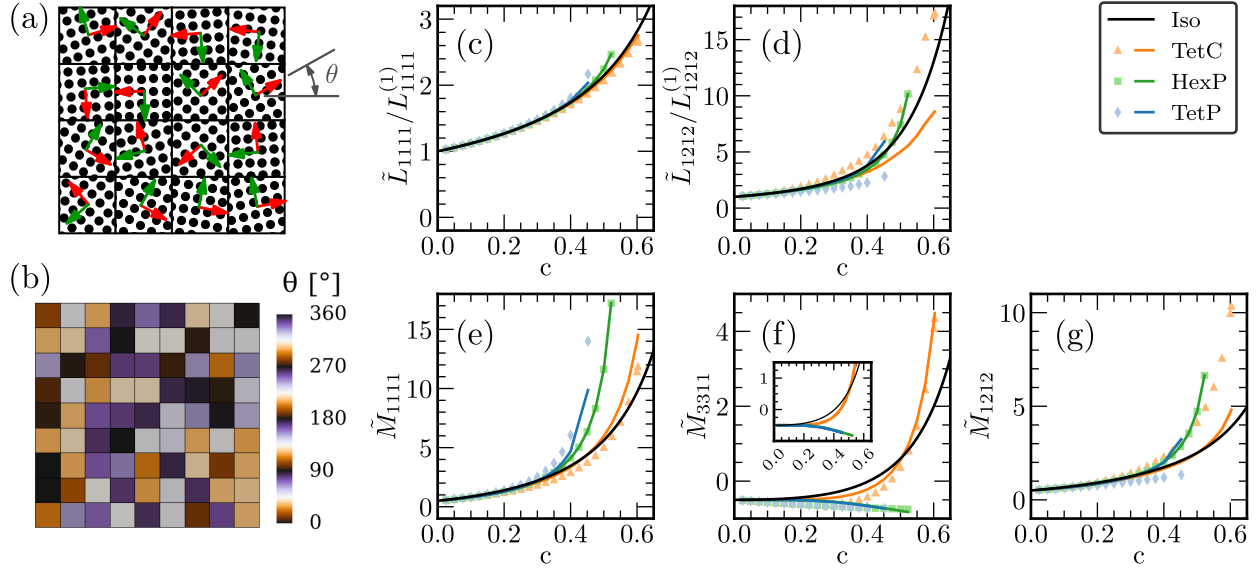 (a)
θ
(b)
θ [°]
360
270
180
90
0
(c)
L̃₁₁₁₁/L₁₁₁₁⁽¹⁾
3
2
1
0
0.0 0.2 0.4 0.6
c
(d)
L̃₁₂₁₂/L₁₂₁₂⁽¹⁾
15
10
5
1
0.0 0.2 0.4 0.6
c
Iso
TetC
HexP
TetP
(e)
M̃₁₁₁₁
15
10
5
0
0.0 0.2 0.4 0.6
c
(f)
M̃₃₃₁₁
4
2
0
0.0 0.2 0.4 0.6
c
1
0
0.0 0.2 0.4 0.6
(g)
M̃₁₂₁₂
10
5
0
0.0 0.2 0.4 0.6
c